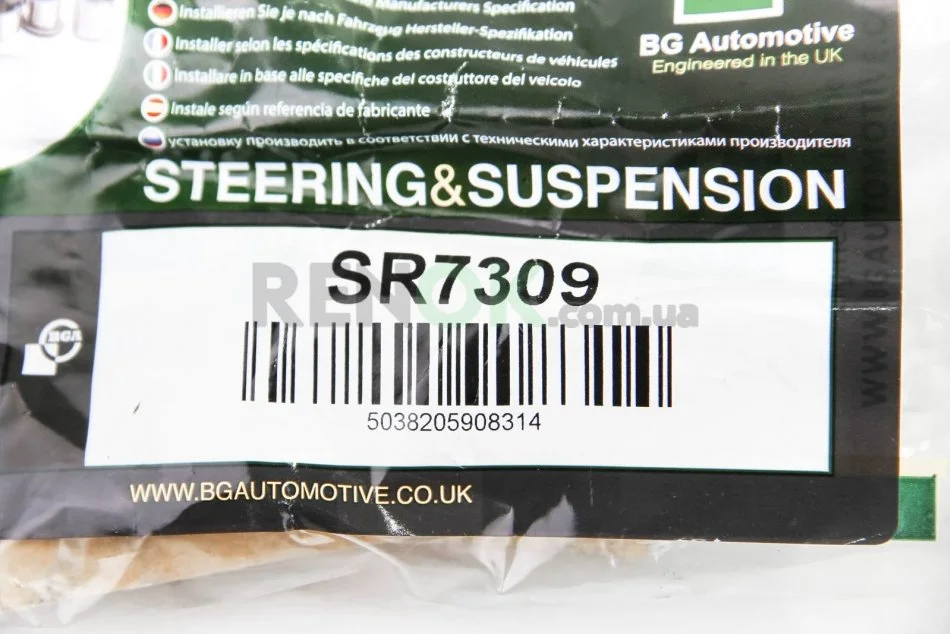 Manufacturers Specification
Installieren Sie je nach Fahrzeug Hersteller-Spezifikation
Installer selon les spécifications des constructeurs de véhicules
Installare in base alle specifiche del costruttore del veicolo
Instale según referencia de fabricante
установку производить в соответствии с техническими характеристиками производителя
BG Automotive
Engineered in the UK
STEERING&SUSPENSION
SR7309
RENOK.com.ua
BGA
5038205908314
WWW.BGAUTOMOTIVE.CO.UK